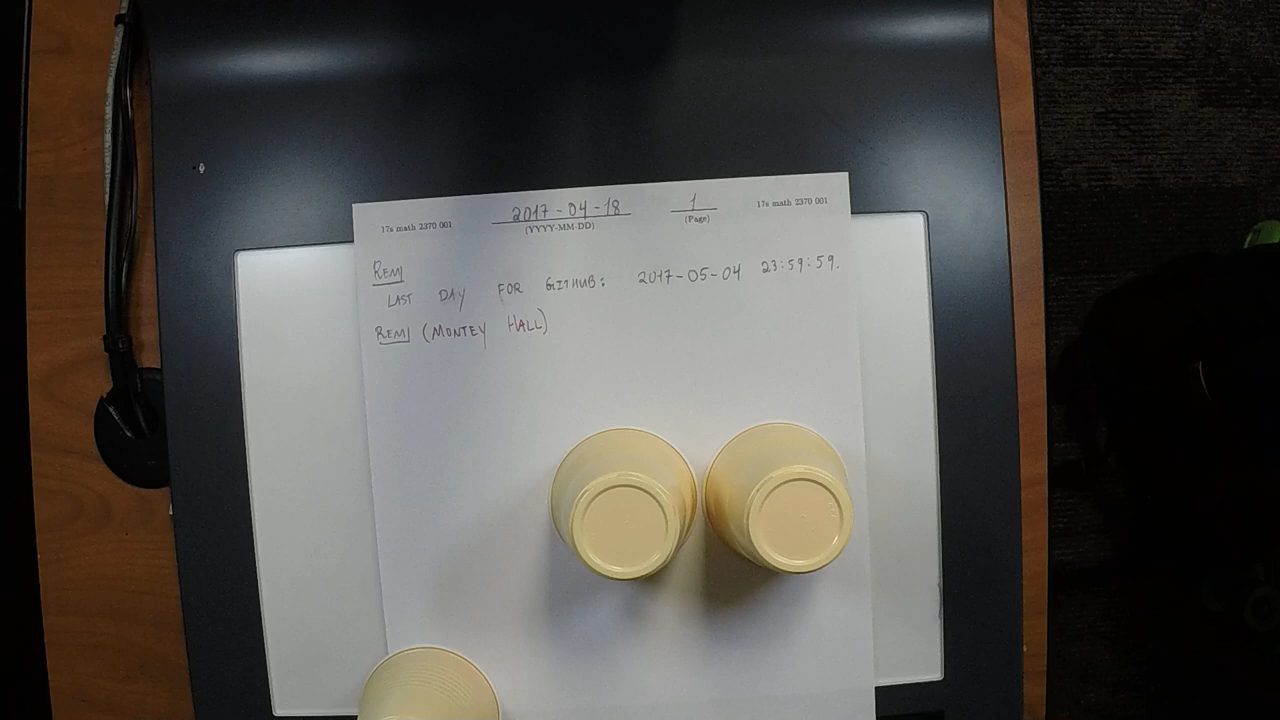 17s math 2370 001
2017-04-18
(YYYY-MM-DD)
1
(Page)
17s math 2370 001
REM
LAST DAY FOR GITHUB: 2017-05-04 23:59:59.
REM (MONTEY HALL)